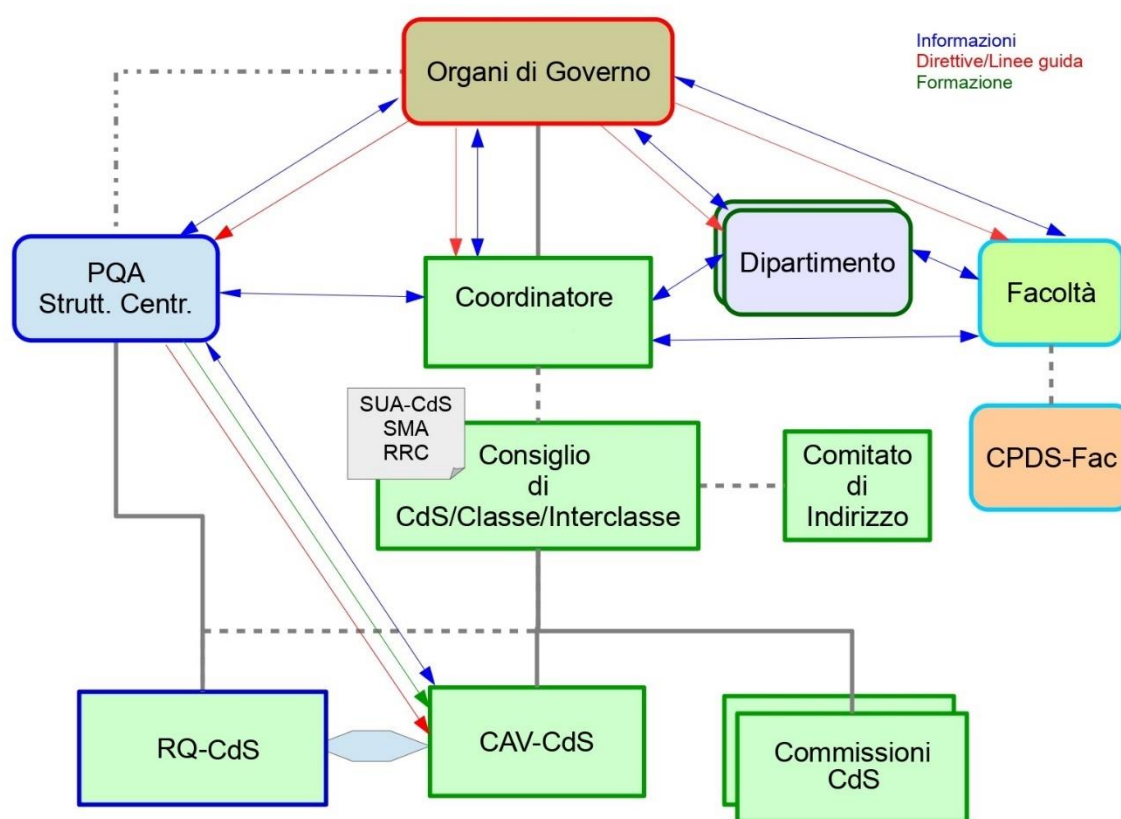 Informazioni
Direttive/Linee guida
Formazione
Organi di Governo
PQA
Strutt. Centr.
Coordinatore
Dipartimento
Facoltà
SUA-CdS
SMA
RRC
Consiglio
di
CdS/Classe/Interclasse
Comitato
di
Indirizzo
CPDS-Fac
RQ-CdS
CAV-CdS
Commissioni
CdS